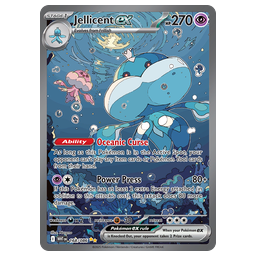 Jellicent ex HP 270
Ability Oceanic Curse
As long as this Pokémon is in the Active Spot, your
opponent can't play any Item cards or Pokémon Tool cards
from their hand.
Power Press 80+
If this Pokémon has at least 2 extra Energy attached (in
addition to this attack's cost), this attack does
more damage.
Pokémon ex rule
When your Pokémon ex
is Knocked Out, your opponent takes 2 Prize cards.